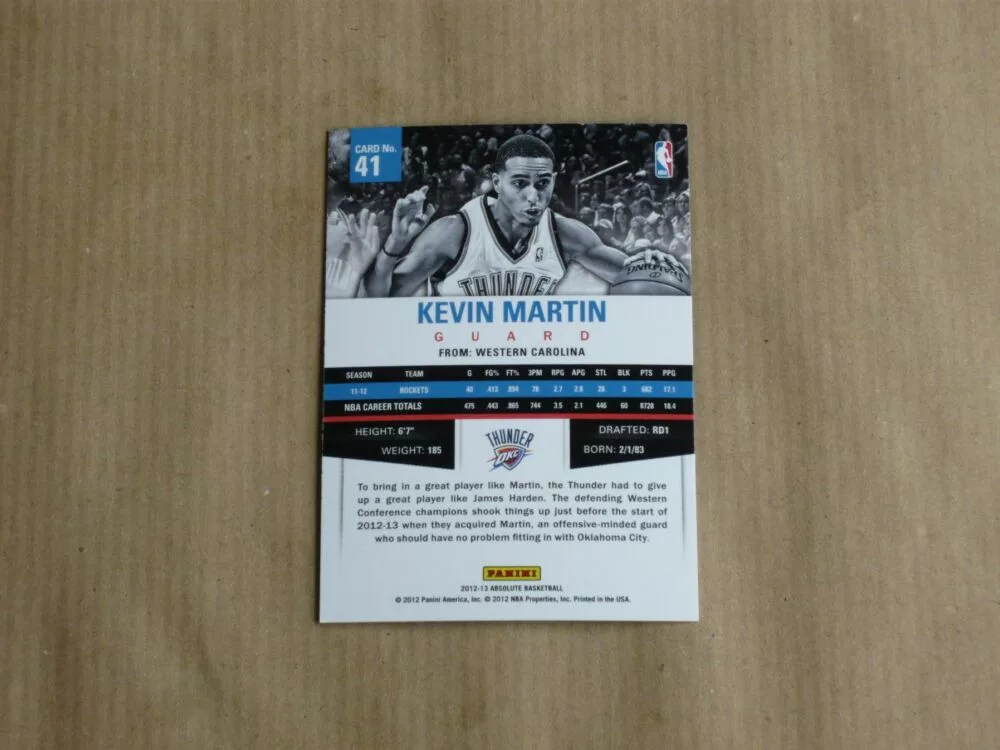 CARD No.
41
NBA
SPALDING
THUNDER
KEVIN MARTIN
GUARD
FROM: WESTERN CAROLINA
SEASON TEAM G FG% FT% 3PM RPG APG STL BLK PTS PPG
11-12 ROCKETS 40 .413 .894 78 2.7 2.8 28 3 682 17.1
NBA CAREER TOTALS 475 .443 .865 744 3.5 2.1 446 60 8728 18.4
HEIGHT: 6'7"
WEIGHT: 185
THUNDER
OKC
DRAFTED: RD1
BORN: 2/1/83
To bring in a great player like Martin, the Thunder had to give
up a great player like James Harden. The defending Western
Conference champions shook things up just before the start of
2012-13 when they acquired Martin, an offensive-minded guard
who should have no problem fitting in with Oklahoma City.
PANINI
2012-13 ABSOLUTE BASKETBALL
© 2012 Panini America, Inc. © 2012 NBA Properties, Inc. Printed in the USA.